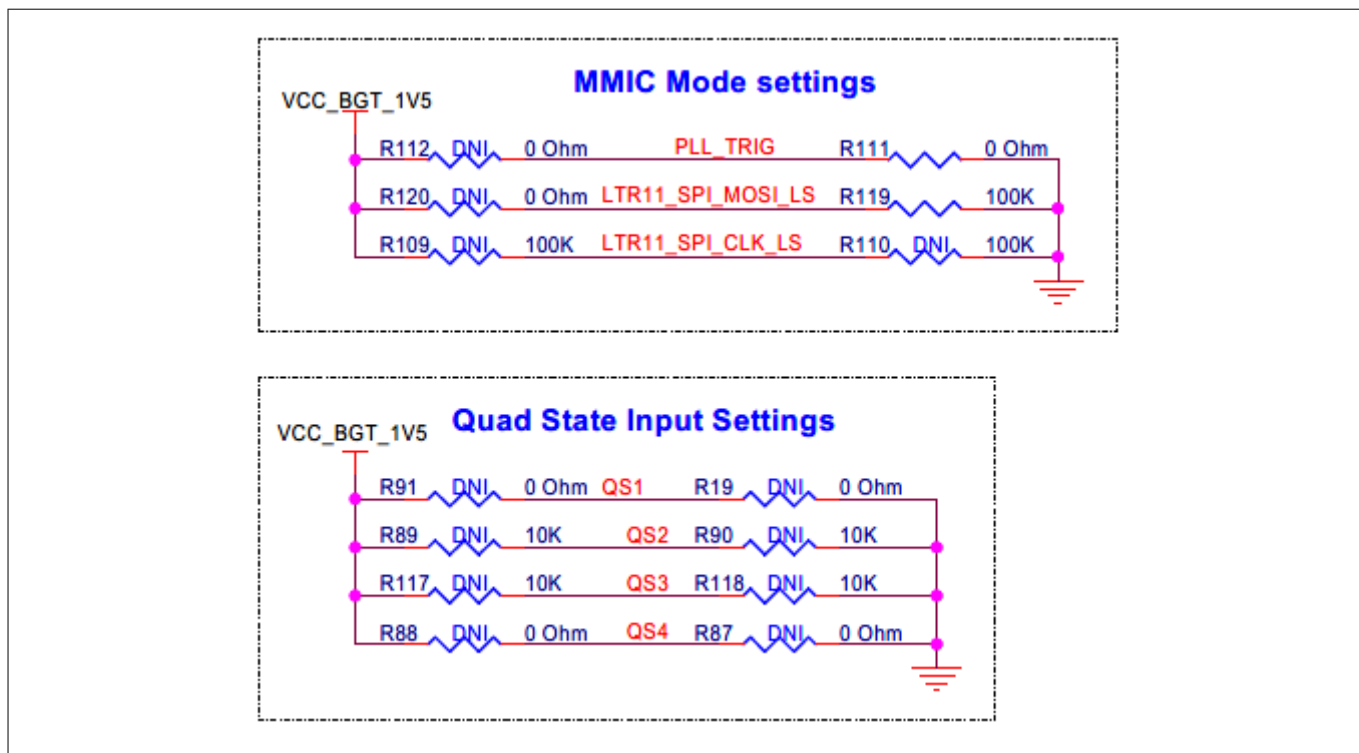 MMIC Mode settings
VCC_BGT_1V5
R112 DNI 0 Ohm PLL_TRIG R111 0 Ohm
R120 DNI 0 Ohm LTR11_SPI_MOSI_LS R119 100K
R109 DNI 100K LTR11_SPI_CLK_LS R110 DNI 100K
Quad State Input Settings
VCC_BGT_1V5
R91 DNI 0 Ohm QS1 R19 DNI 0 Ohm
R89 DNI 10K QS2 R90 DNI 10K
R117 DNI 10K QS3 R118 DNI 10K
R88 DNI 0 Ohm QS4 R87 DNI 0 Ohm